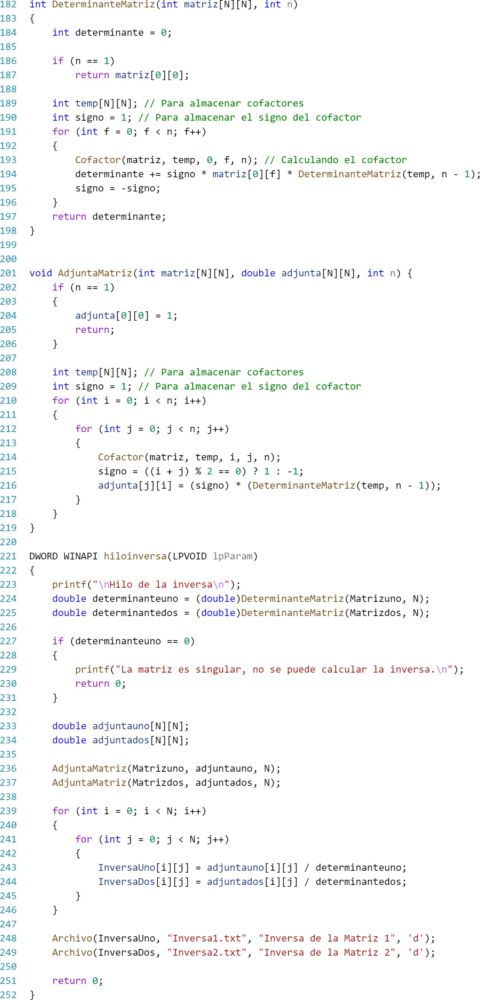 182 int DeterminanteMatriz(int matriz[N][N], int n)
183 {
184     int determinante = 0;
185
186     if (n == 1)
187         return matriz[0][0];
188
189     int temp[N][N]; // Para almacenar cofactores
190     int signo = 1; // Para almacenar el signo del cofactor
191     for (int f = 0; f < n; f++)
192     {
193         Cofactor(matriz, temp, 0, f, n); // Calculando el cofactor
194         determinante += signo * matriz[0][f] * DeterminanteMatriz(temp, n - 1);
195         signo = -signo;
196     }
197     return determinante;
198 }
199
200
201 void AdjuntaMatriz(int matriz[N][N], double adjunta[N][N], int n) {
202     if (n == 1)
203     {
204         adjunta[0][0] = 1;
205         return;
206     }
207
208     int temp[N][N]; // Para almacenar cofactores
209     int signo = 1; // Para almacenar el signo del cofactor
210     for (int i = 0; i < n; i++)
211     {
212         for (int j = 0; j < n; j++)
213         {
214             Cofactor(matriz, temp, i, j, n);
215             signo = ((i + j) % 2 == 0) ? 1 : -1;
216             adjunta[j][i] = (signo) * (DeterminanteMatriz(temp, n - 1));
217         }
218     }
219 }
220
221 DWORD WINAPI hiloinversa(LPVOID lpParam)
222 {
223     printf("\nHilo de la inversa\n");
224     double determinanteuno = (double)DeterminanteMatriz(Matrizuno, N);
225     double determinantedos = (double)DeterminanteMatriz(Matrizdos, N);
226
227     if (determinanteuno == 0)
228     {
229         printf("La matriz es singular, no se puede calcular la inversa.\n");
230         return 0;
231     }
232
233     double adjuntauno[N][N];
234     double adjuntados[N][N];
235
236     AdjuntaMatriz(Matrizuno, adjuntauno, N);
237     AdjuntaMatriz(Matrizdos, adjuntados, N);
238
239     for (int i = 0; i < N; i++)
240     {
241         for (int j = 0; j < N; j++)
242         {
243             InversaUno[i][j] = adjuntauno[i][j] / determinanteuno;
244             InversaDos[i][j] = adjuntados[i][j] / determinantedos;
245         }
246     }
247
248     Archivo(InversaUno, "Inversa1.txt", "Inversa de la Matriz 1", 'd');
249     Archivo(InversaDos, "Inversa2.txt", "Inversa de la Matriz 2", 'd');
250
251     return 0;
252 }